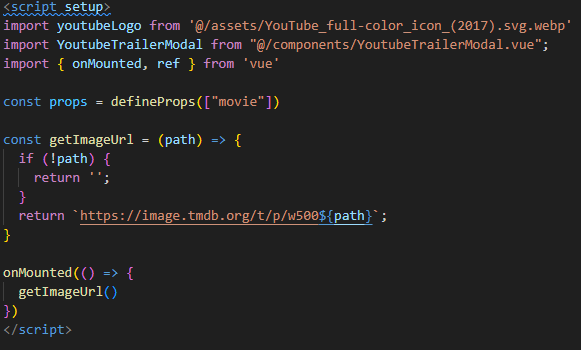 <script setup>
import youtubeLogo from '@/assets/YouTube_full-color_icon_(2017).svg.webp'
import YoutubeTrailerModal from "@/components/YoutubeTrailerModal.vue";
import { onMounted, ref } from 'vue'

const props = defineProps(["movie"])

const getImageUrl = (path) => {
  if (!path) {
    return '';
  }
  return `https://image.tmdb.org/t/p/w500${path}`;
}

onMounted(() => {
  getImageUrl()
})
</script>